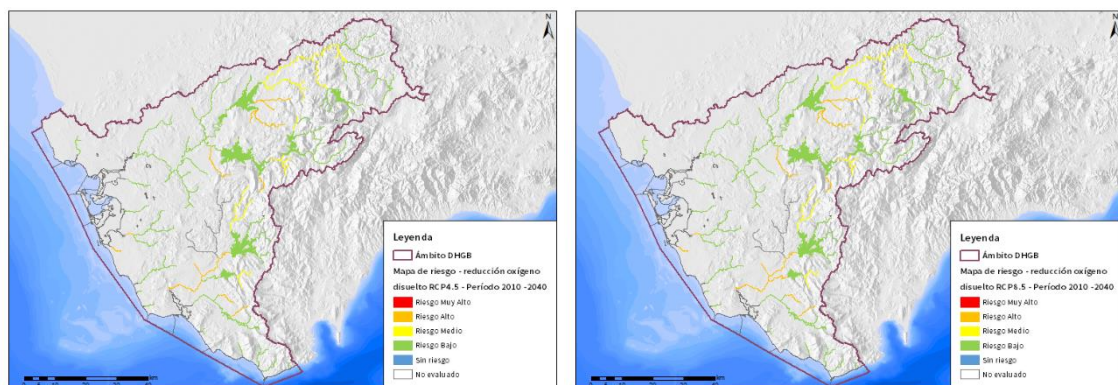 N
Leyenda
Ámbito DHGB
Mapa de riesgo - reducción oxígeno
disuelto RCP4.5 - Período 2010 -2040
Riesgo Muy Alto
Riesgo Alto
Riesgo Medio
Riesgo Bajo
Sin riesgo
No evaluado
km
N
Leyenda
Ámbito DHGB
Mapa de riesgo - reducción oxígeno
disuelto RCP8.5 - Período 2010 -2040
Riesgo Muy Alto
Riesgo Alto
Riesgo Medio
Riesgo Bajo
Sin riesgo
No evaluado
km